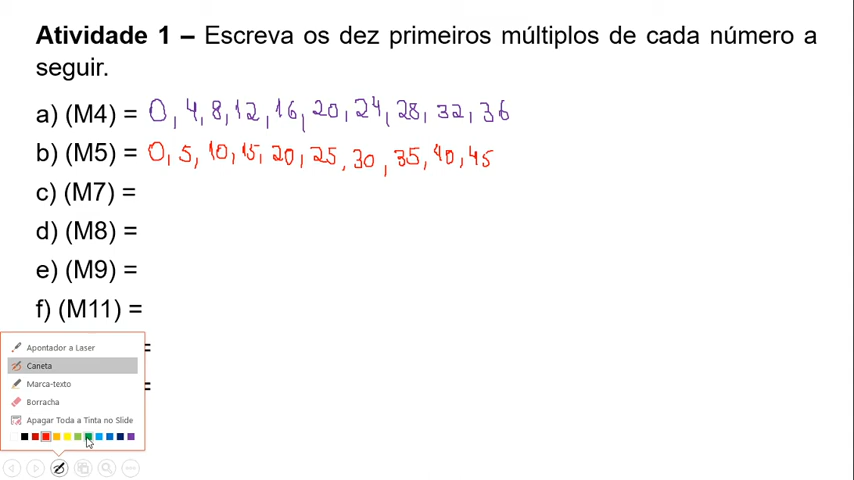 Atividade 1 – Escreva os dez primeiros múltiplos de cada número a
seguir.
a) (M4) = 0, 4, 8, 12, 16, 20, 24, 28, 32, 36
b) (M5) = 0, 5, 10, 15, 20, 25, 30, 35, 40, 45
c) (M7) =
d) (M8) =
e) (M9) =
f) (M11) =
=
=
Apontador a Laser
Caneta
Marca-texto
Borracha
Apagar Toda a Tinta no Slide